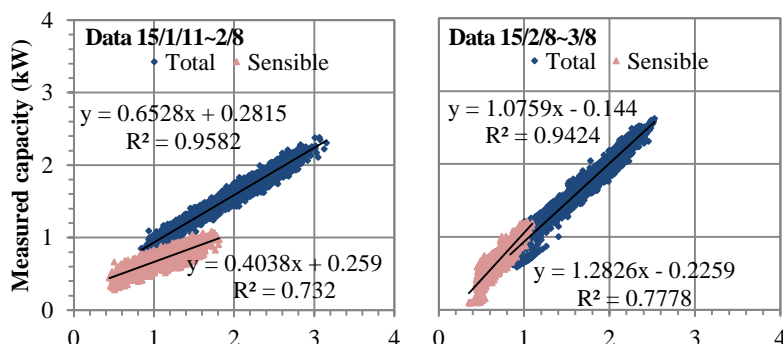 Measured capacity (kW)
4
3
2
1
0
Data 15/1/11~2/8
Total Sensible
y = 0.6528x + 0.2815
R² = 0.9582
y = 0.4038x + 0.259
R² = 0.732
0 1 2 3 4
Data 15/2/8~3/8
Total Sensible
y = 1.0759x - 0.144
R² = 0.9424
y = 1.2826x - 0.2259
R² = 0.7778
0 1 2 3 4